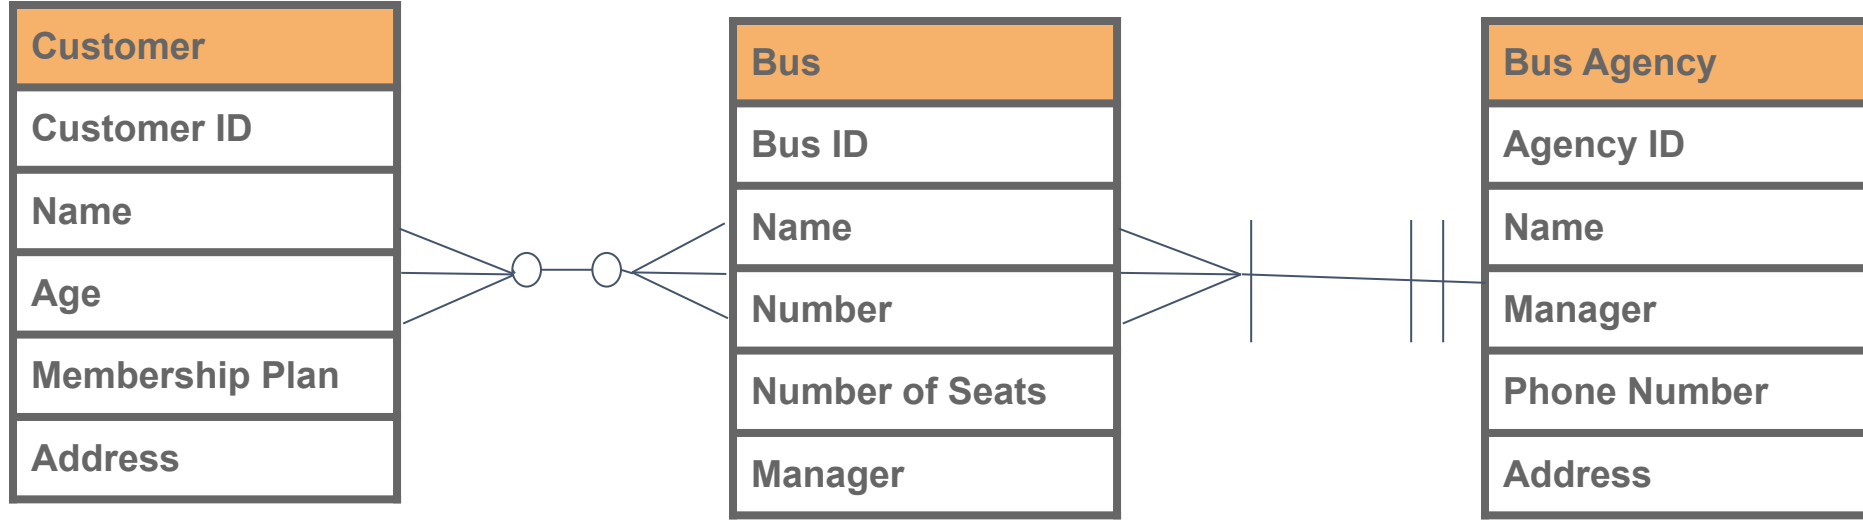 Customer
Customer ID
Name
Age
Membership Plan
Address
Bus
Bus ID
Name
Number
Number of Seats
Manager
Bus Agency
Agency ID
Name
Manager
Phone Number
Address